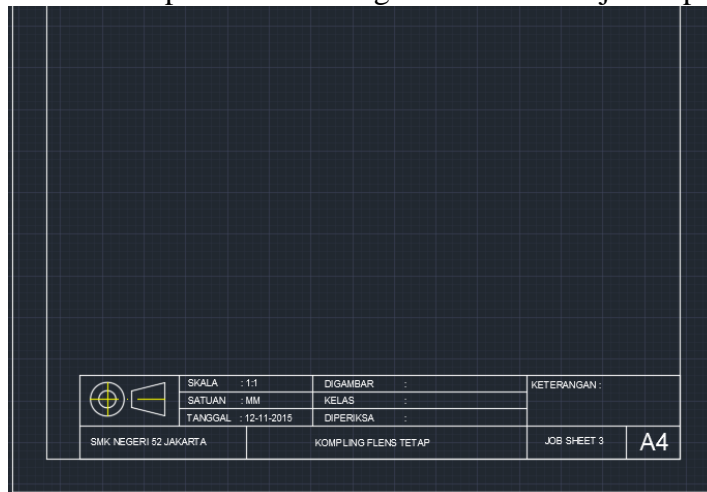 SKALA : 1:1 DIGAMBAR : KETERANGAN :
SATUAN : MM KELAS :
TANGGAL : 12-11-2015 DIPERIKSA :
SMK NEGERI 52 JAKARTA KOMPLING FLENS TETAP JOB SHEET 3 A4